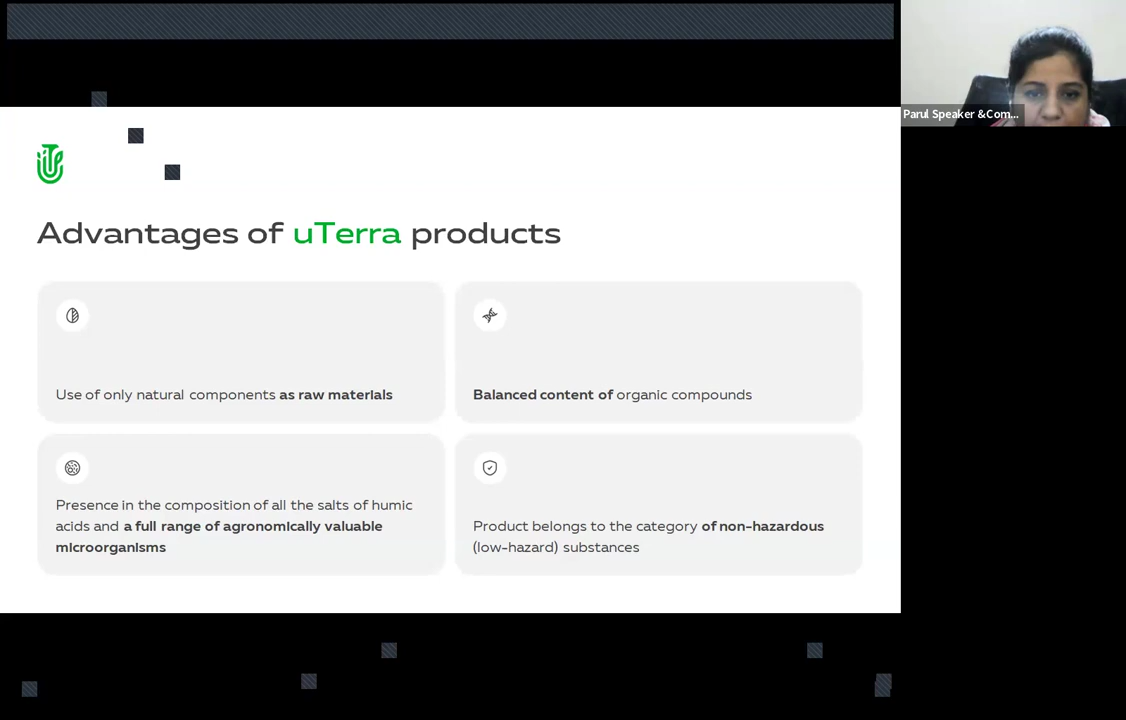 Parul Speaker &Com...
Advantages of uTerra products
Use of only natural components as raw materials
Balanced content of organic compounds
Presence in the composition of all the salts of humic
acids and a full range of agronomically valuable
microorganisms
Product belongs to the category of non-hazardous
(low-hazard) substances